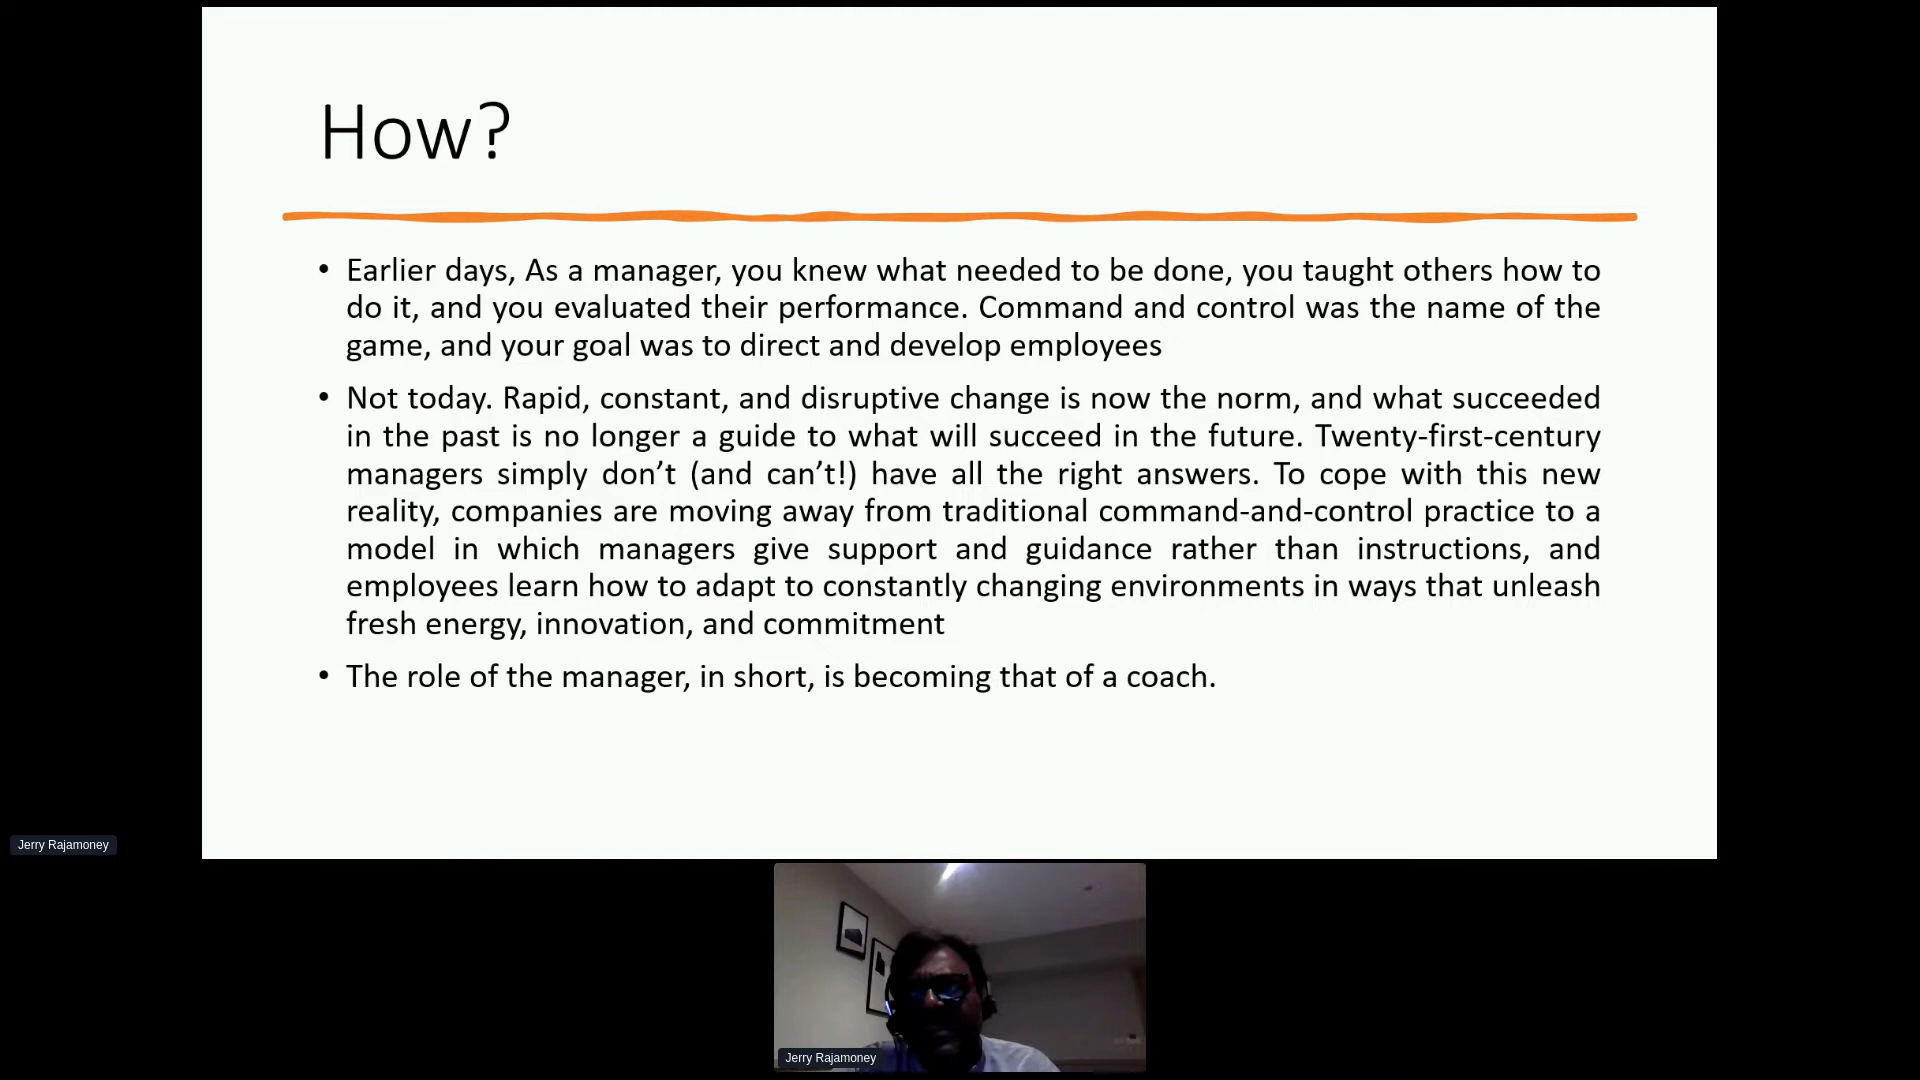 How?
• Earlier days, As a manager, you knew what needed to be done, you taught others how to
do it, and you evaluated their performance. Command and control was the name of the
game, and your goal was to direct and develop employees
• Not today. Rapid, constant, and disruptive change is now the norm, and what succeeded
in the past is no longer a guide to what will succeed in the future. Twenty-first-century
managers simply don’t (and can’t!) have all the right answers. To cope with this new
reality, companies are moving away from traditional command-and-control practice to a
model in which managers give support and guidance rather than instructions, and
employees learn how to adapt to constantly changing environments in ways that unleash
fresh energy, innovation, and commitment
• The role of the manager, in short, is becoming that of a coach.
Jerry Rajamoney
Jerry Rajamoney